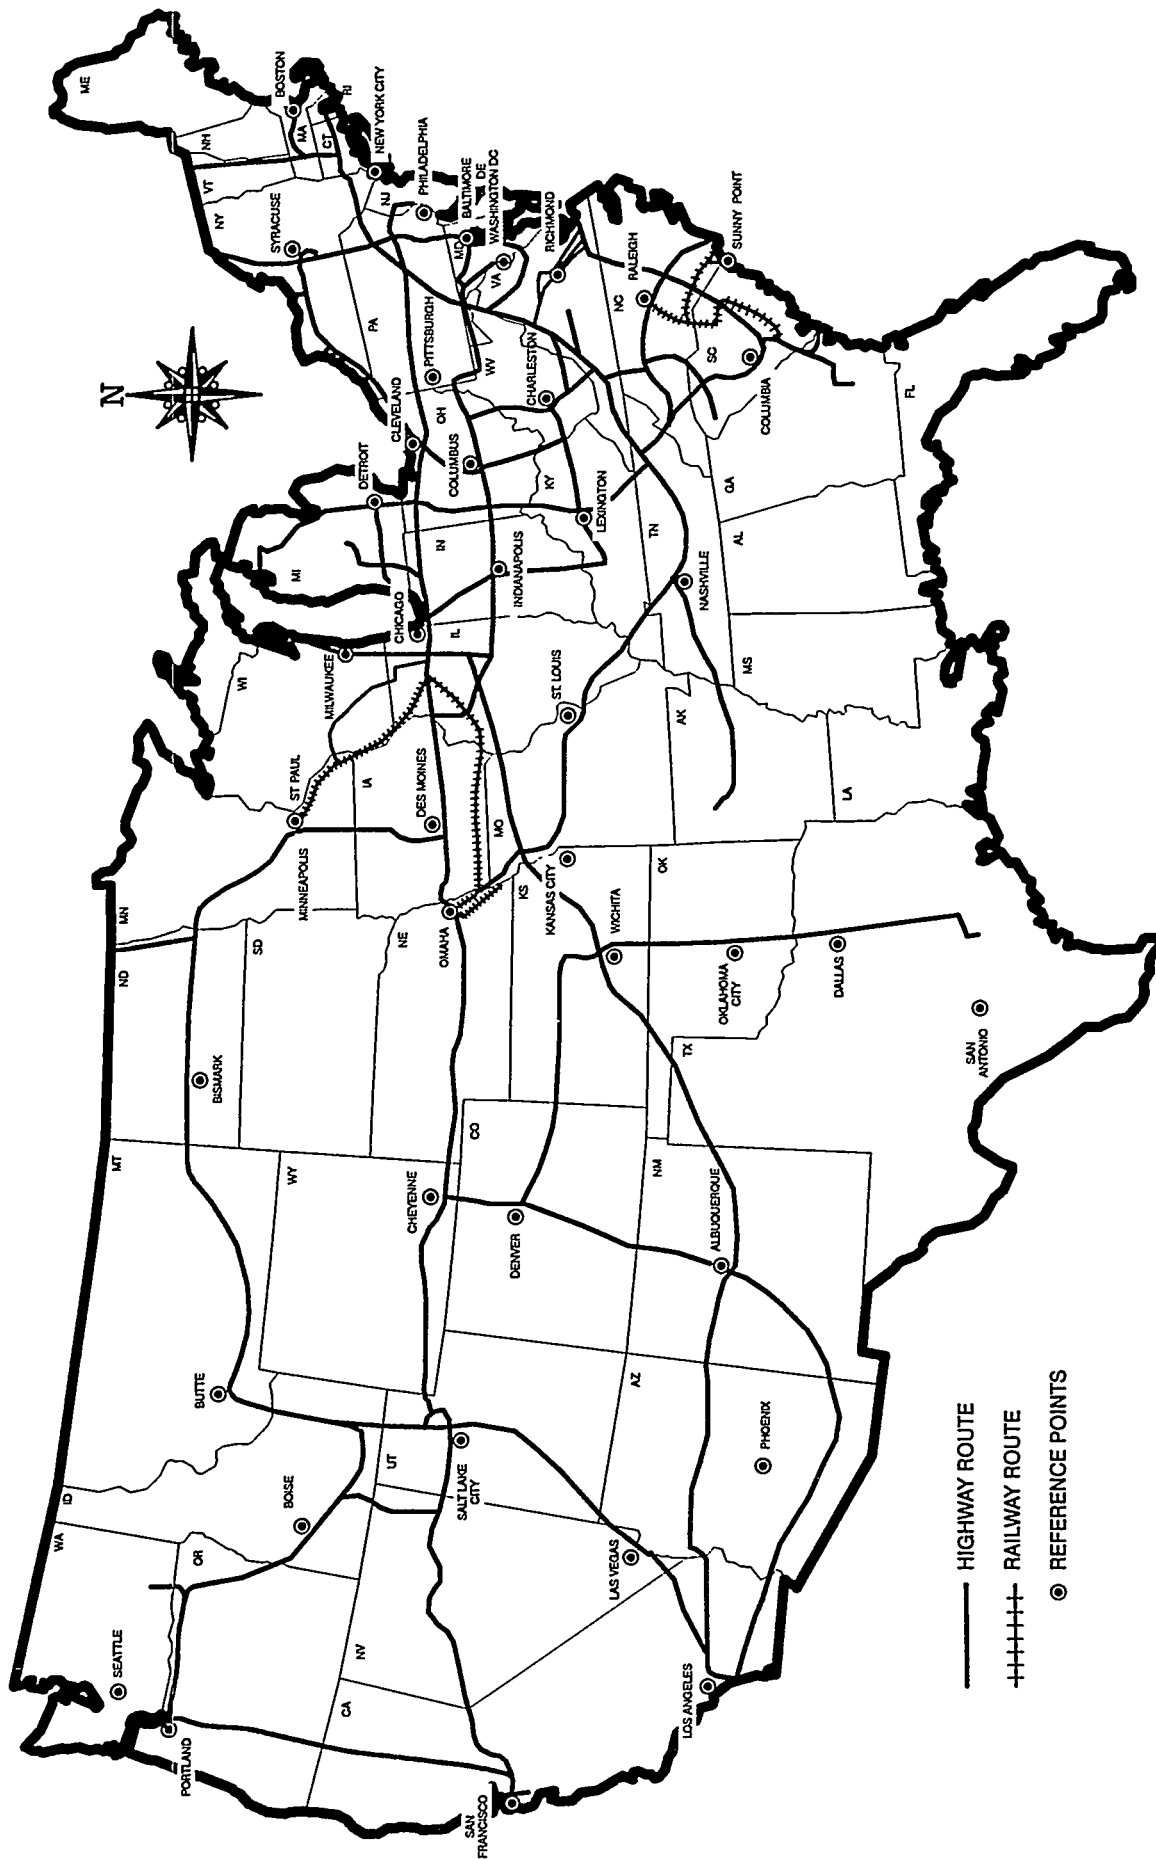 N
WA
SEATTLE
PORTLAND
OR
ID
BOISE
BUTTE
MT
ND
BISMARK
MN
SD
MINNEAPOLIS
ST PAUL
WI
MILWAUKEE
MI
DETROIT
CHICAGO
CLEVELAND
NY
SYRACUSE
VT
NH
ME
BOSTON
MA
CT
RI
NEW YORK CITY
NJ
PHILADELPHIA
PA
PITTSBURGH
BALTIMORE
DE
WASHINGTON DC
MD
VA
RICHMOND
WV
CHARLESTON
OH
COLUMBUS
IN
INDIANAPOLIS
IL
IA
DES MOINES
OMAHA
NE
WY
CHEYENNE
CO
DENVER
UT
SALT LAKE
CITY
NV
CA
SAN
FRANCISCO
LAS VEGAS
LOS ANGELES
AZ
PHOENIX
NM
ALBUQUERQUE
KS
KANSAS CITY
WICHITA
MO
ST. LOUIS
KY
LEXINGTON
TN
NASHVILLE
NC
RALEIGH
SUNNY POINT
SC
COLUMBIA
GA
AL
MS
AK
LA
OK
OKLAHOMA
CITY
TX
DALLAS
SAN
ANTONIO
FL
HIGHWAY ROUTE
RAILWAY ROUTE
REFERENCE POINTS